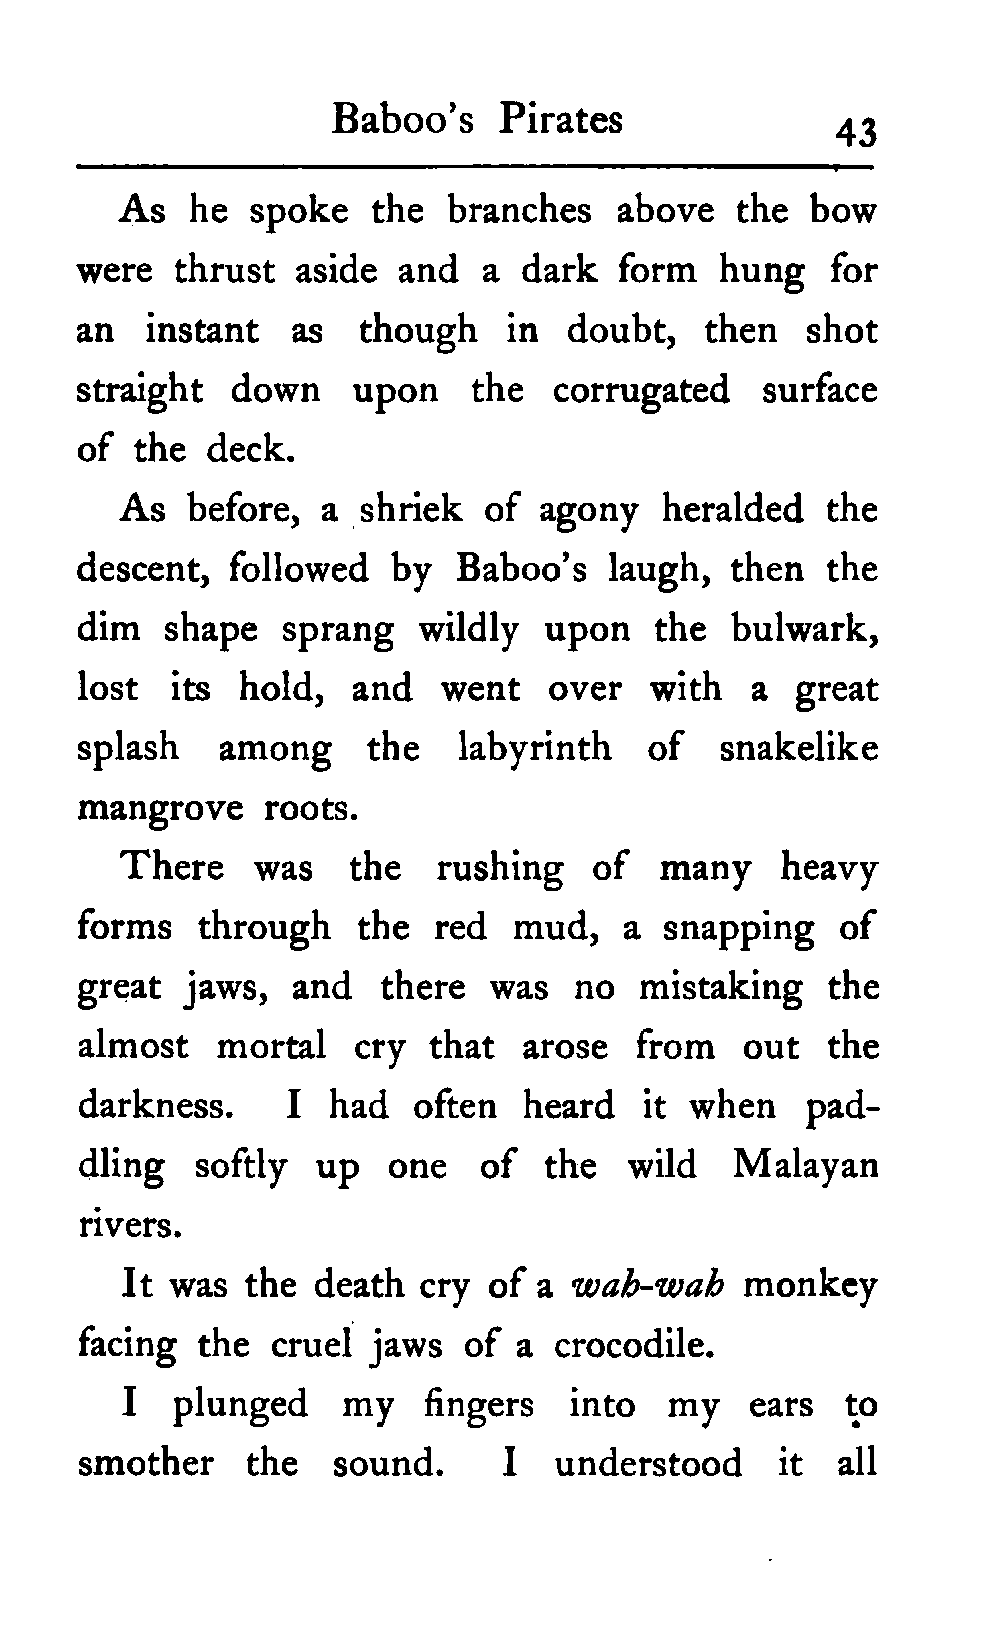 Baboo's Pirates 43
As he spoke the branches above the bow
were thrust aside and a dark form hung for
an instant as though in doubt, then shot
straight down upon the corrugated surface
of the deck.
As before, a shriek of agony heralded the
descent, followed by Baboo's laugh, then the
dim shape sprang wildly upon the bulwark,
lost its hold, and went over with a great
splash among the labyrinth of snakelike
mangrove roots.
There was the rushing of many heavy
forms through the red mud, a snapping of
great jaws, and there was no mistaking the
almost mortal cry that arose from out the
darkness. I had often heard it when pad-
dling softly up one of the wild Malayan
rivers.
It was the death cry of a wah-wah monkey
facing the cruel jaws of a crocodile.
I plunged my fingers into my ears to
smother the sound. I understood it all